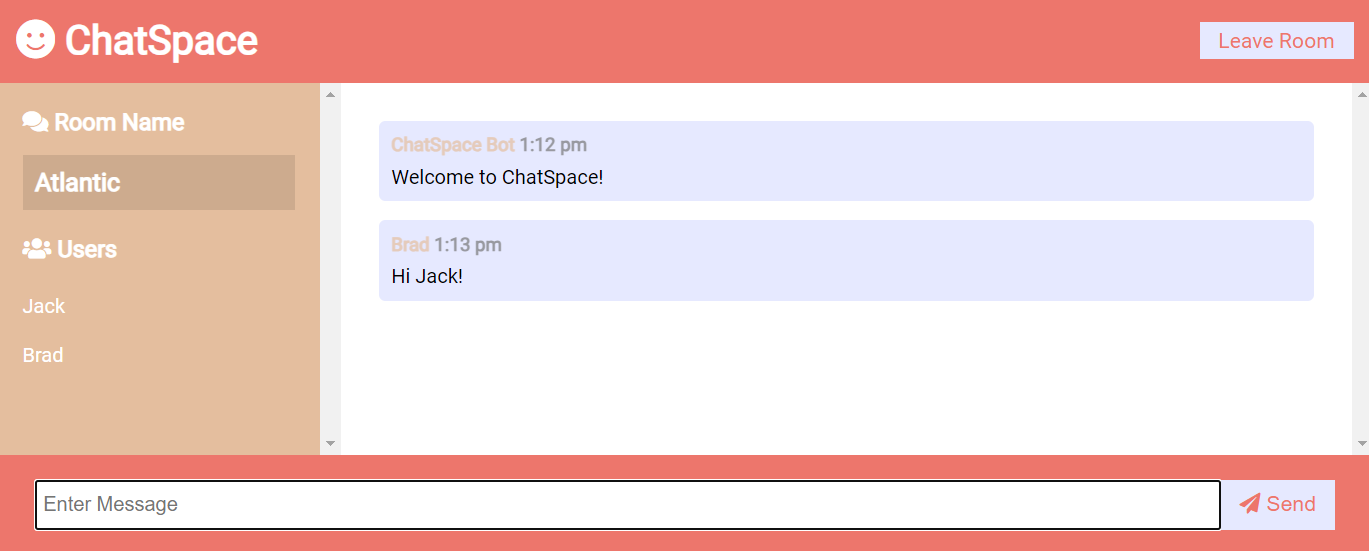 ChatSpace
Leave Room
Room Name
Atlantic
Users
Jack
Brad
ChatSpace Bot 1:12 pm
Welcome to ChatSpace!
Brad 1:13 pm
Hi Jack!
Enter Message
Send